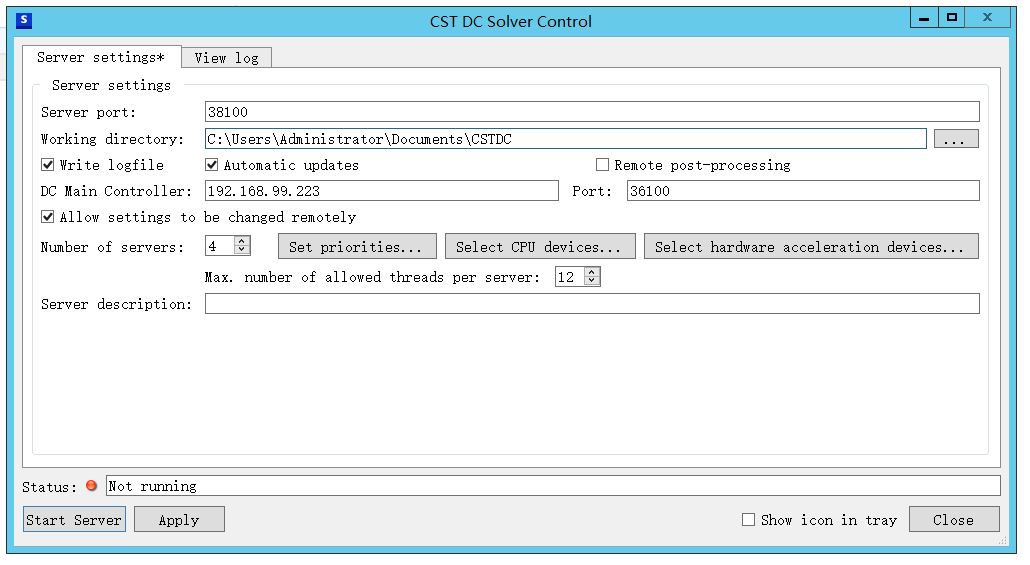 S CST DC Solver Control X
Server settings* View log
Server settings
Server port: 38100
Working directory: C:\Users\Administrator\Documents\CSTDC ...
Write logfile Automatic updates Remote post-processing
DC Main Controller: 192.168.99.223 Port: 36100
Allow settings to be changed remotely
Number of servers: 4 Set priorities... Select CPU devices... Select hardware acceleration devices...
Max. number of allowed threads per server: 12
Server description:
Status: Not running
Start Server Apply Show icon in tray Close